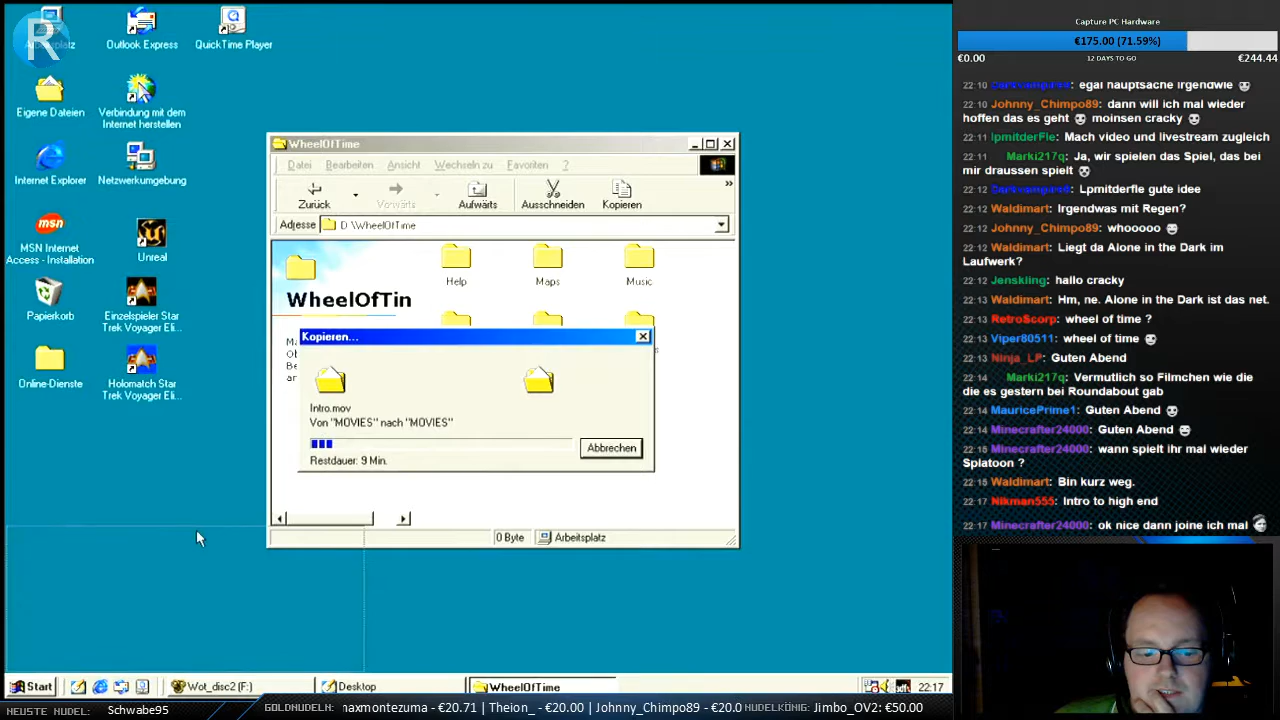 R
Outlook Express
QuickTime Player
Eigene Dateien
Verbindung mit dem
Internet herstellen
Internet Explorer
Netzwerkumgebung
msn
MSN Internet
Access - Installation
Unreal
Papierkorb
Einzelspieler Star
Trek Voyager Eli...
Online-Dienste
Holomatch Star
Trek Voyager Eli...
WheelOfTime
Datei Bearbeiten Ansicht Wechseln zu Favoriten ?
Zurück Vorwärts Aufwärts Ausschneiden Kopieren »
Adresse D:\WheelOfTime
WheelOfTin
Help Maps Music
Kopieren...
Intro.mov
Von "MOVIES" nach "MOVIES"
Abbrechen
Restdauer: 9 Min.
0 Byte Arbeitsplatz
Start Wot_disc2 (F:) Desktop WheelOfTime 22:17
NEUSTE NUDEL: Schwabe95 GOLDNUDELN: maxmontezuma - €20.71 | Theion_ - €20.00 | Johnny_Chimpo89 - €20.0 NUDELKÖNIG: Jimbo_OV2: €50.00
Capture PC Hardware
€175.00 (71.59%)
€0.00 12 DAYS TO GO €244.44
egal hauptsache irgendwie
22:10 Johnny_Chimpo89: dann will ich mal wieder
hoffen das es geht moinsen cracky
22:11 lpmitderFle: Mach video und livestream zugleich
22:11 Marki217q: Ja, wir spielen das Spiel, das bei
mir draussen spielt
22:12 Lpmitderfle gute idee
22:12 Waldimart: Irgendwas mit Regen?
22:12 Johnny_Chimpo89: whooooo
22:12 Waldimart: Liegt da Alone in the Dark im
Laufwerk?
22:12 Jenskling: hallo cracky
22:13 Waldimart: Hm, ne. Alone in the Dark ist das net.
22:13 RetroScorp: wheel of time ?
22:13 Viper80511: wheel of time
22:13 Ninja_LP: Guten Abend
22:14 Marki217q: Vermutlich so Filmchen wie die
die es gestern bei Roundabout gab
22:14 MauricePrime1: Guten Abend
22:14 Minecrafter24000: Guten Abend
22:15 Minecrafter24000: wann spielt ihr mal wieder
Splatoon ?
22:15 Waldimart: Bin kurz weg.
22:17 Nikman555: Intro to high end
22:17 Minecrafter24000: ok nice dann joine ich mal